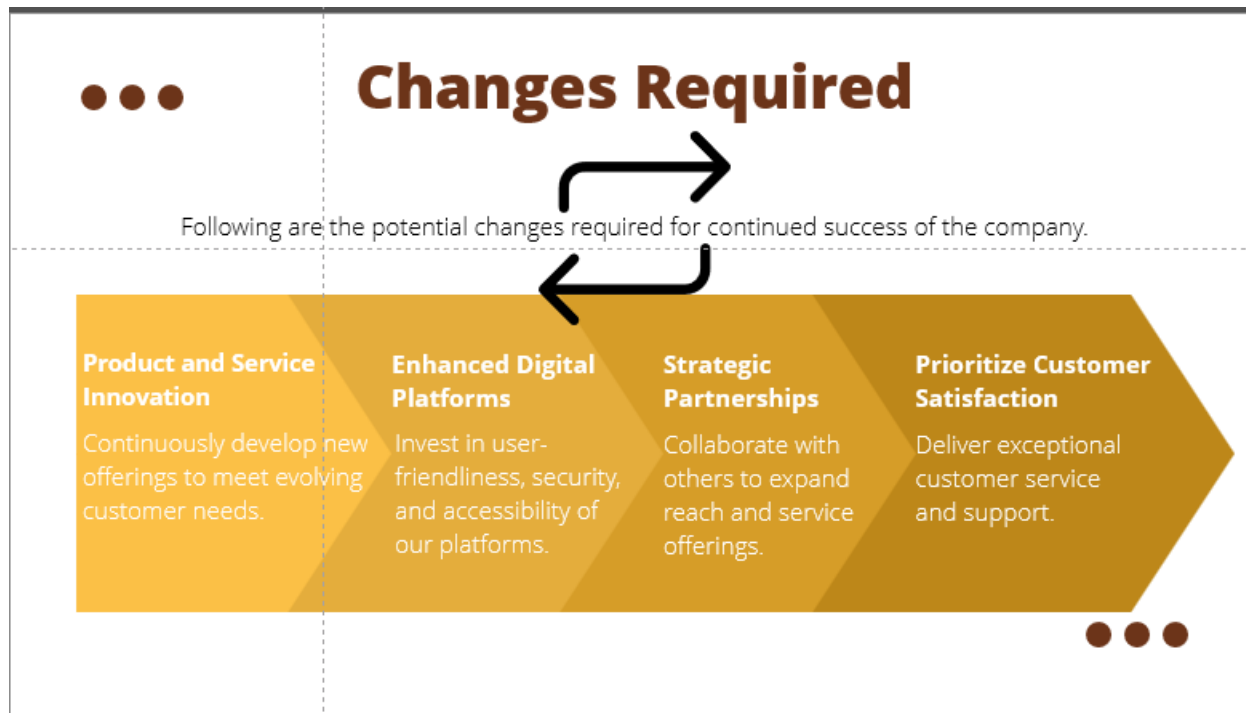 Changes Required
Following are the potential changes required for continued success of the company.
Product and Service
Innovation
Continuously develop new
offerings to meet evolving
customer needs.
Enhanced Digital
Platforms
Invest in user-
friendliness, security,
and accessibility of
our platforms.
Strategic
Partnerships
Collaborate with
others to expand
reach and service
offerings.
Prioritize Customer
Satisfaction
Deliver exceptional
customer service
and support.